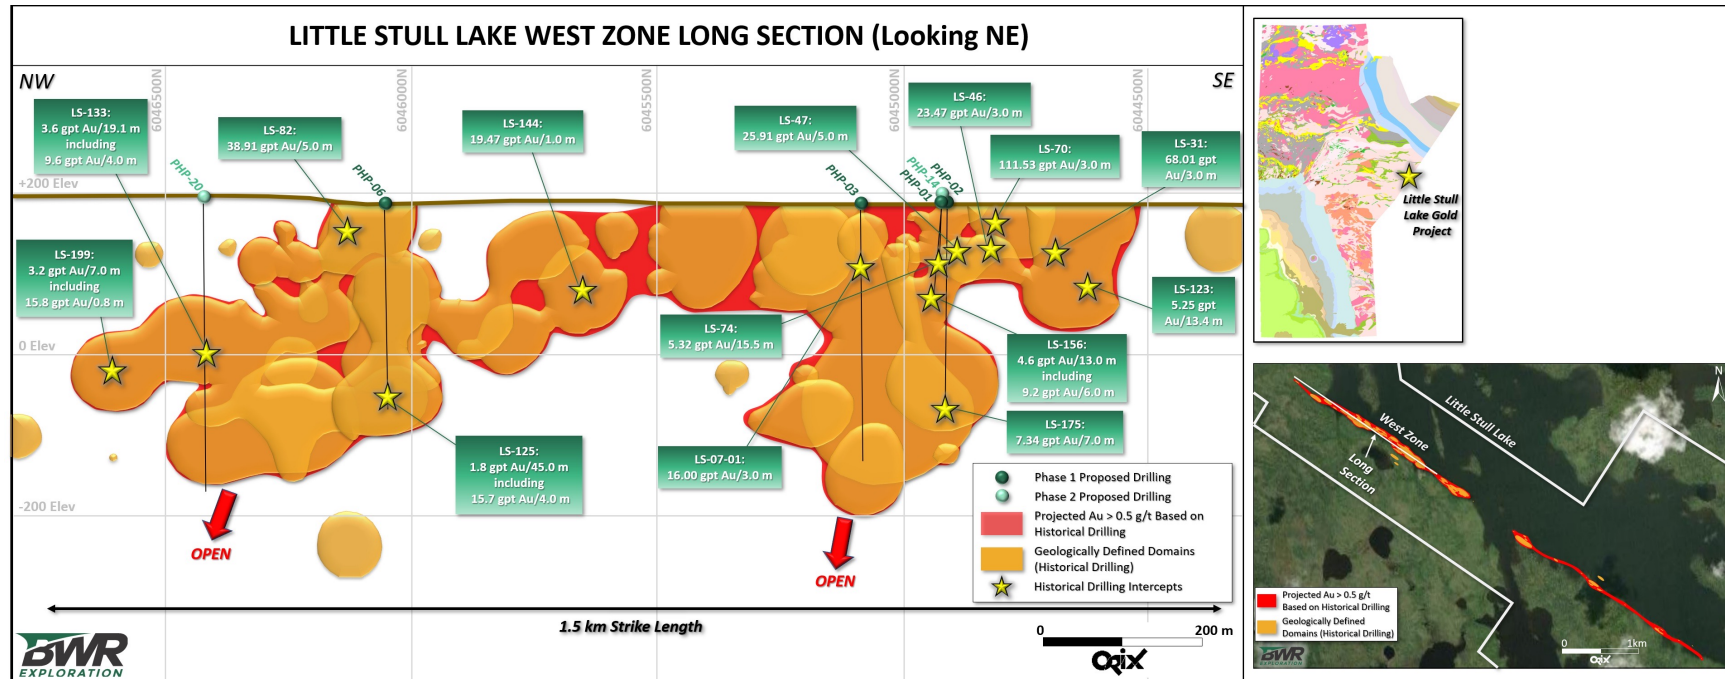 LITTLE STULL LAKE WEST ZONE LONG SECTION (Looking NE)
NW
SE
6046500N
6046000N
6045500N
6045000N
6044500N
LS-133:
3.6 gpt Au/19.1 m
including
9.6 gpt Au/4.0 m
LS-82:
38.91 gpt Au/5.0 m
LS-144:
19.47 gpt Au/1.0 m
LS-47:
25.91 gpt Au/5.0 m
LS-46:
23.47 gpt Au/3.0 m
LS-70:
111.53 gpt Au/3.0 m
LS-31:
68.01 gpt
Au/3.0 m
+200 Elev
PHP-20
PHP-06
PHP-03
PHP-01
PHP-14
PHP-02
LS-199:
3.2 gpt Au/7.0 m
including
15.8 gpt Au/0.8 m
LS-123:
5.25 gpt
Au/13.4 m
LS-74:
5.32 gpt Au/15.5 m
0 Elev
LS-156:
4.6 gpt Au/13.0 m
including
9.2 gpt Au/6.0 m
LS-175:
7.34 gpt Au/7.0 m
LS-125:
1.8 gpt Au/45.0 m
including
15.7 gpt Au/4.0 m
LS-07-01:
16.00 gpt Au/3.0 m
-200 Elev
OPEN
OPEN
Phase 1 Proposed Drilling
Phase 2 Proposed Drilling
Projected Au > 0.5 g/t Based on
Historical Drilling
Geologically Defined Domains
(Historical Drilling)
Historical Drilling Intercepts
1.5 km Strike Length
0 200 m
BWR
EXPLORATION
Orix
Little Stull
Lake Gold
Project
N
Little Stull Lake
West Zone
Long
Section
Projected Au > 0.5 g/t
Based on Historical Drilling
Geologically Defined
Domains (Historical Drilling)
BWR
EXPLORATION
0 1km
Orix